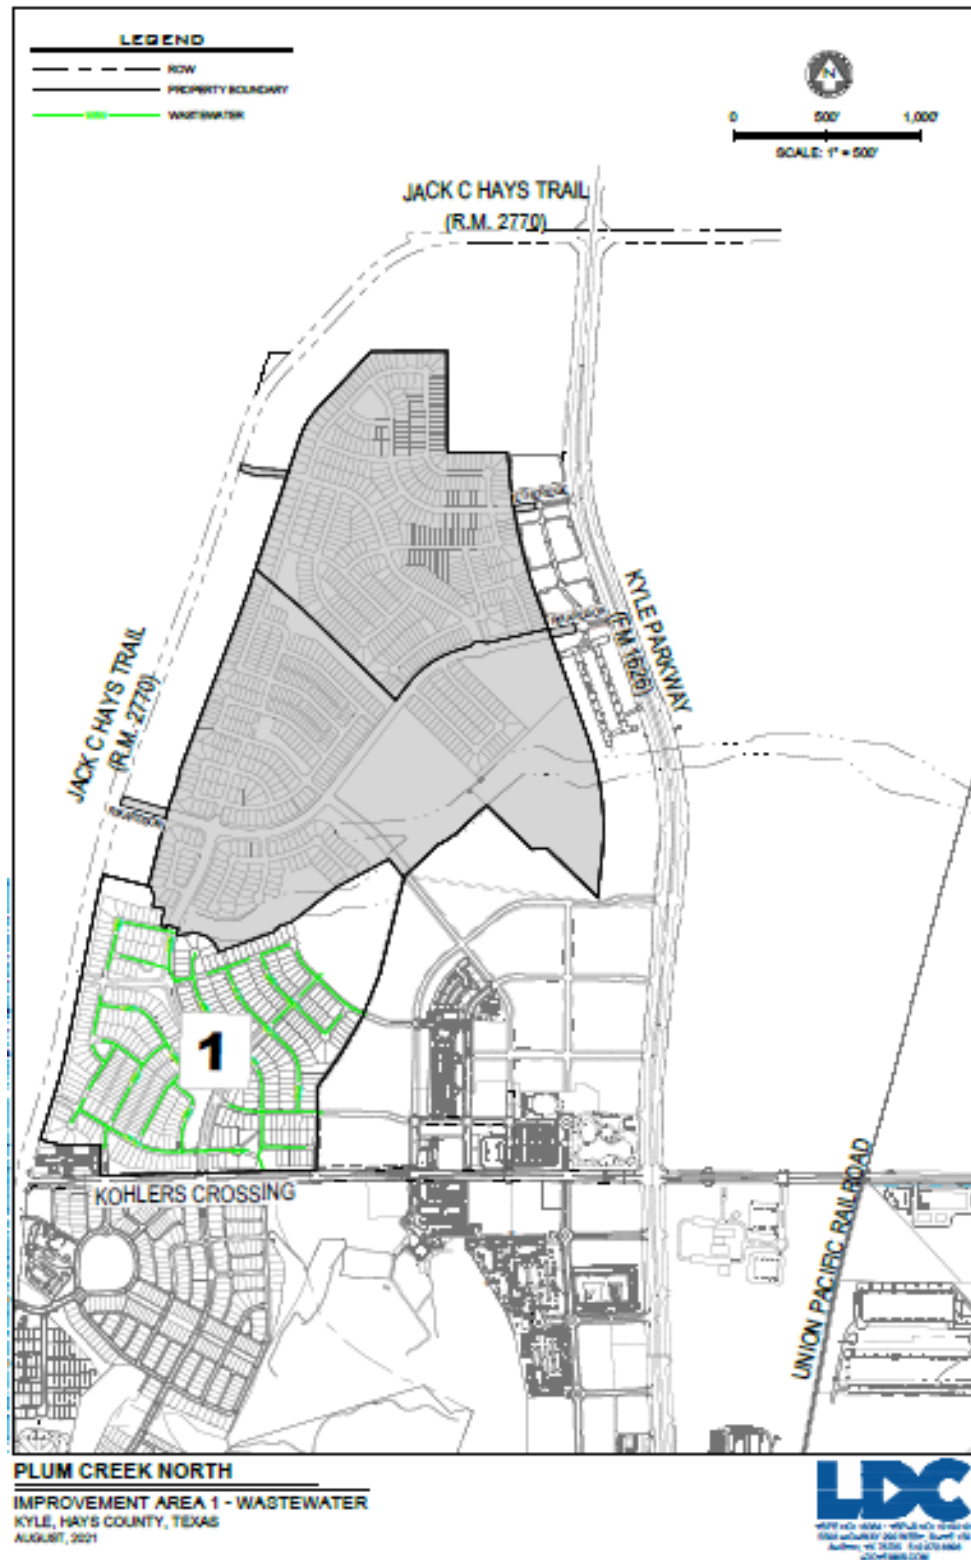 LEGEND
ROW
PROPERTY BOUNDARY
WASTEWATER
N
0 500' 1,000'
SCALE: 1" = 500'
JACK C HAYS TRAIL
(R.M. 2770)
KYLE PARKWAY
(FM 1626)
JACK C HAYS TRAIL
(R.M. 2770)
1
KOHLERS CROSSING
UNION PACIFIC RAILROAD
PLUM CREEK NORTH
IMPROVEMENT AREA 1 - WASTEWATER
KYLE, HAYS COUNTY, TEXAS
AUGUST, 2021
LDC